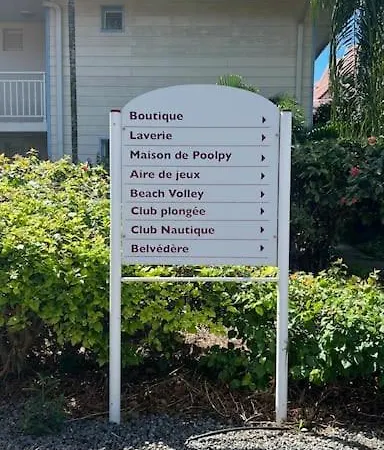 Boutique
Laverie
Maison de Poolpy
Aire de jeux
Beach Volley
Club plongée
Club Nautique
Belvédère